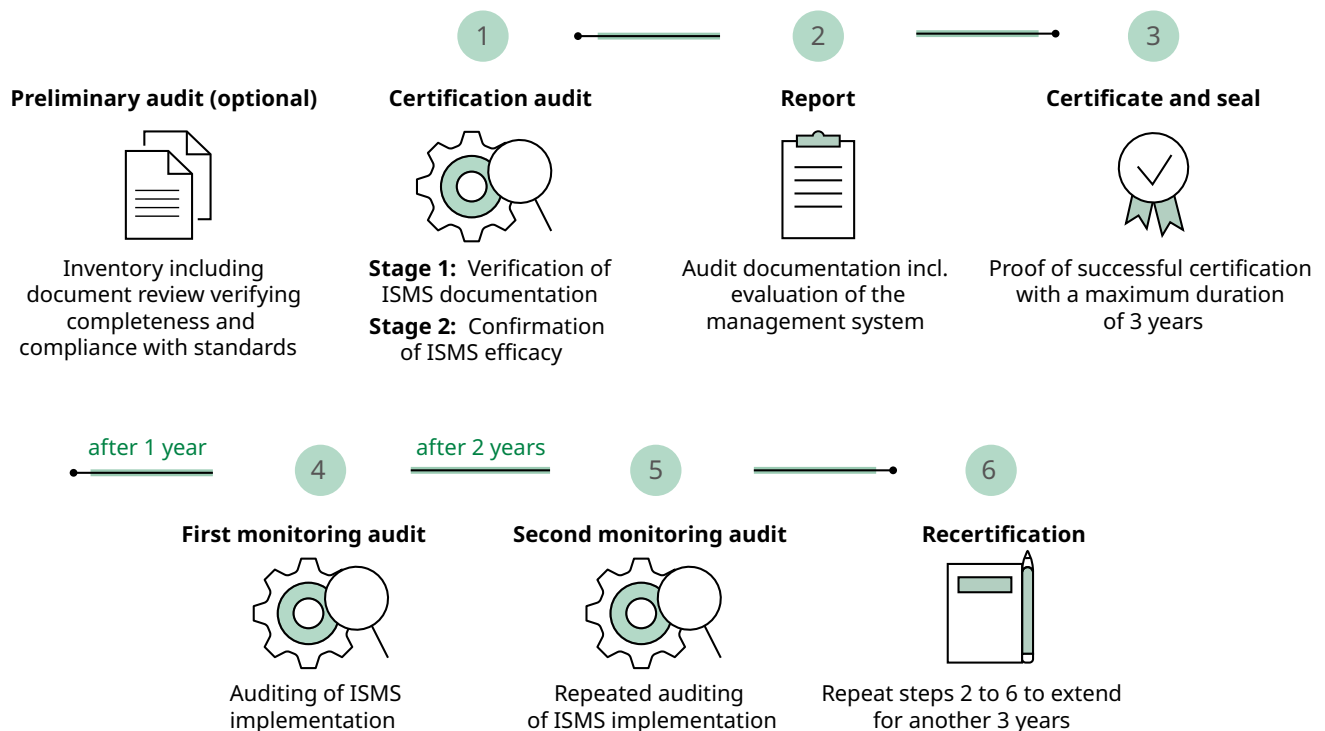 1
2
3
Preliminary audit (optional)
Certification audit
Report
Certificate and seal
Inventory including
document review verifying
completeness and
compliance with standards
Stage 1: Verification of
ISMS documentation
Stage 2: Confirmation
of ISMS efficacy
Audit documentation incl.
evaluation of the
management system
Proof of successful certification
with a maximum duration
of 3 years
after 1 year
4
after 2 years
5
6
First monitoring audit
Second monitoring audit
Recertification
Auditing of ISMS
implementation
Repeated auditing
of ISMS implementation
Repeat steps 2 to 6 to extend
for another 3 years